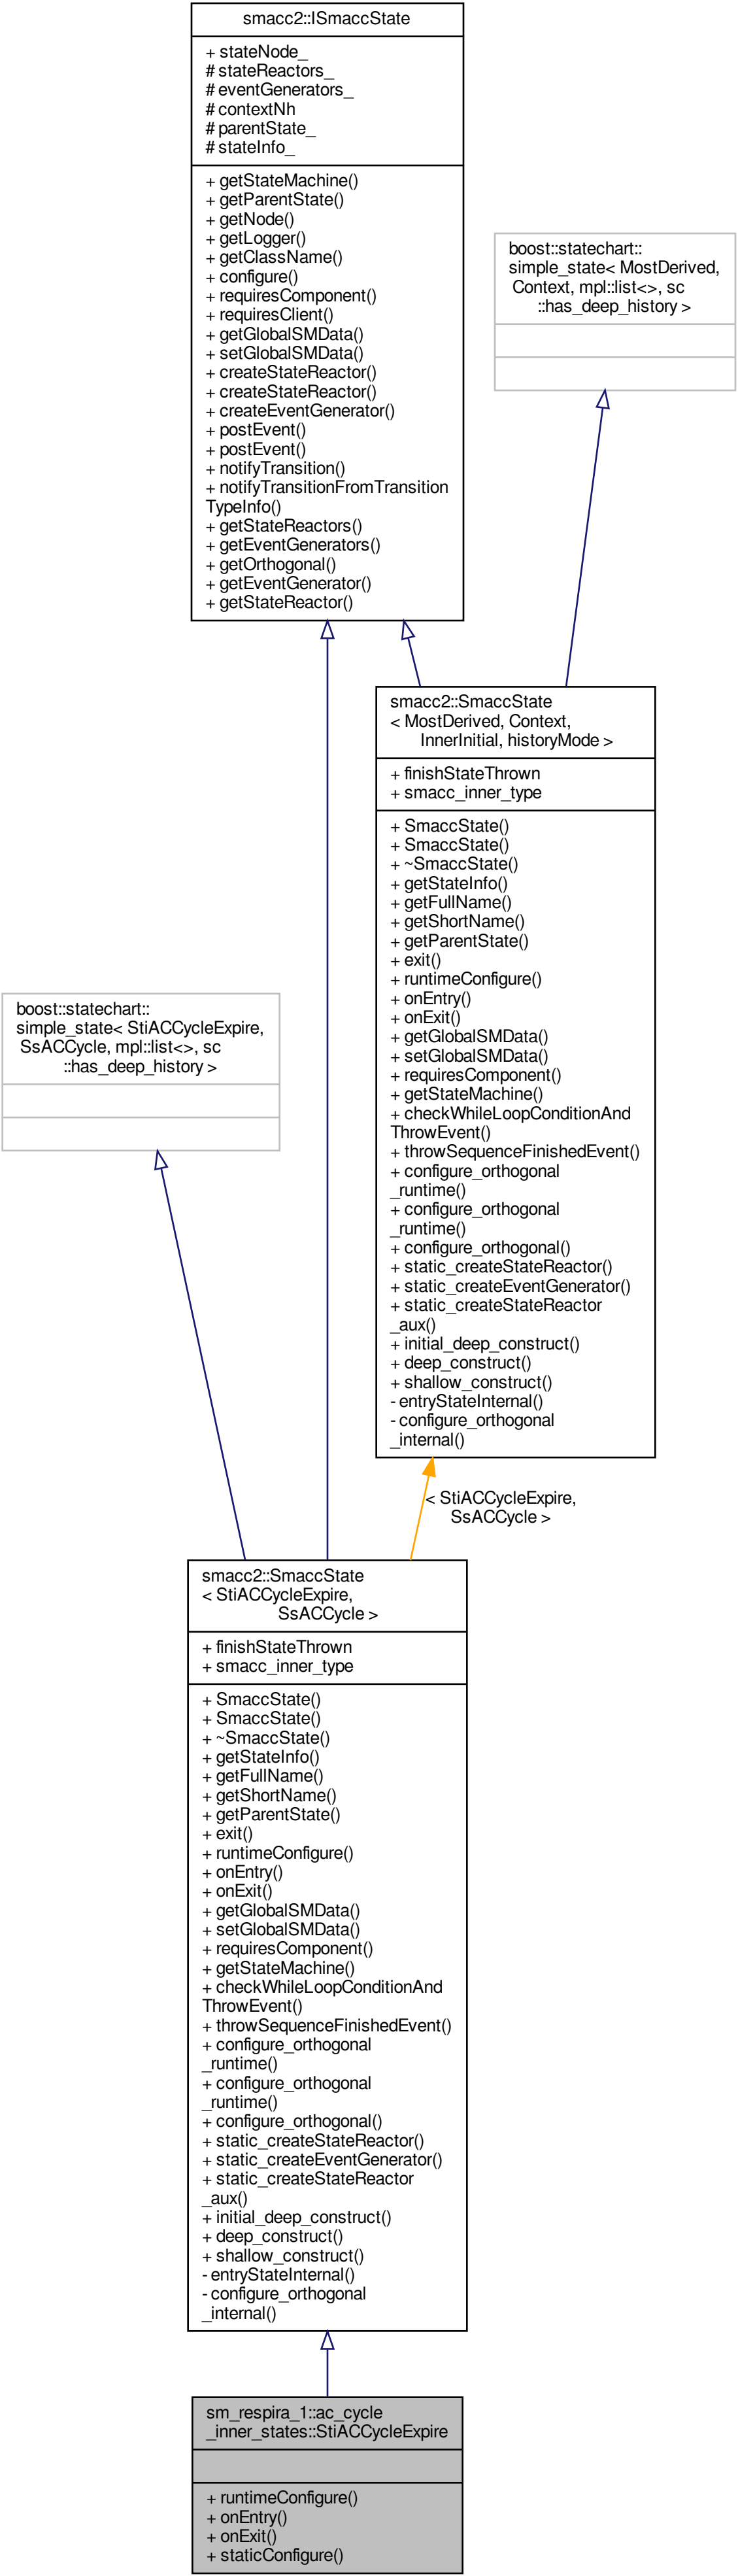 smacc2::ISmaccState
+ stateNode_
# stateReactors_
# eventGenerators_
# contextNh
# parentState_
# stateInfo_
+ getStateMachine()
+ getParentState()
+ getNode()
+ getLogger()
+ getClassName()
+ configure()
+ requiresComponent()
+ requiresClient()
+ getGlobalSMData()
+ setGlobalSMData()
+ createStateReactor()
+ createStateReactor()
+ createEventGenerator()
+ postEvent()
+ postEvent()
+ notifyTransition()
+ notifyTransitionFromTransition
TypeInfo()
+ getStateReactors()
+ getEventGenerators()
+ getOrthogonal()
+ getEventGenerator()
+ getStateReactor()
boost::statechart::
simple_state< MostDerived,
Context, mpl::list<>, sc
::has_deep_history >
smacc2::SmaccState
< MostDerived, Context,
InnerInitial, historyMode >
+ finishStateThrown
+ smacc_inner_type
+ SmaccState()
+ SmaccState()
+ ~SmaccState()
+ getStateInfo()
+ getFullName()
+ getShortName()
+ getParentState()
+ exit()
+ runtimeConfigure()
+ onEntry()
+ onExit()
+ getGlobalSMData()
+ setGlobalSMData()
+ requiresComponent()
+ getStateMachine()
+ checkWhileLoopConditionAnd
ThrowEvent()
+ throwSequenceFinishedEvent()
+ configure_orthogonal
_runtime()
+ configure_orthogonal
_runtime()
+ configure_orthogonal()
+ static_createStateReactor()
+ static_createEventGenerator()
+ static_createStateReactor
_aux()
+ initial_deep_construct()
+ deep_construct()
+ shallow_construct()
- entryStateInternal()
- configure_orthogonal
_internal()
boost::statechart::
simple_state< StiACCycleExpire,
SsACCycle, mpl::list<>, sc
::has_deep_history >
< StiACCycleExpire,
SsACCycle >
smacc2::SmaccState
< StiACCycleExpire,
SsACCycle >
+ finishStateThrown
+ smacc_inner_type
+ SmaccState()
+ SmaccState()
+ ~SmaccState()
+ getStateInfo()
+ getFullName()
+ getShortName()
+ getParentState()
+ exit()
+ runtimeConfigure()
+ onEntry()
+ onExit()
+ getGlobalSMData()
+ setGlobalSMData()
+ requiresComponent()
+ getStateMachine()
+ checkWhileLoopConditionAnd
ThrowEvent()
+ throwSequenceFinishedEvent()
+ configure_orthogonal
_runtime()
+ configure_orthogonal
_runtime()
+ configure_orthogonal()
+ static_createStateReactor()
+ static_createEventGenerator()
+ static_createStateReactor
_aux()
+ initial_deep_construct()
+ deep_construct()
+ shallow_construct()
- entryStateInternal()
- configure_orthogonal
_internal()
sm_respira_1::ac_cycle
_inner_states::StiACCycleExpire
+ runtimeConfigure()
+ onEntry()
+ onExit()
+ staticConfigure()